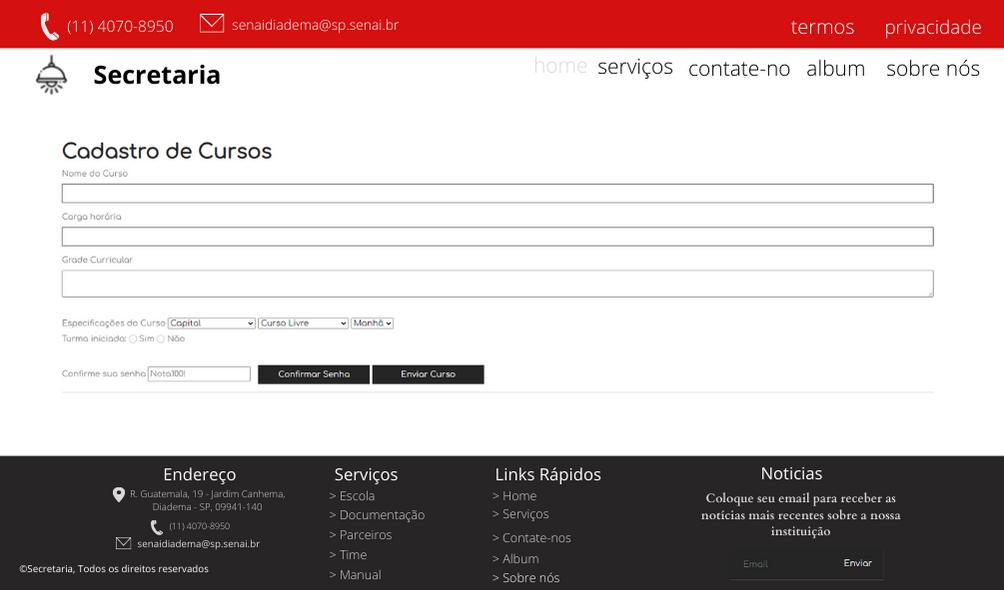 (11) 4070-8950 senaidiadema@sp.senai.br termos privacidade
Secretaria home serviços contate-no album sobre nós
Cadastro de Cursos
Nome do Curso
Carga horária
Grade Curricular
Especificações do Curso Capital Curso Livre Manhã
Turma iniciada: Sim Não
Confirme sua senha Nota100! Confirmar Senha Enviar Curso
Endereço
R. Guatemala, 19 - Jardim Canhema,
Diadema - SP, 09941-140
(11) 4070-8950
senaidiadema@sp.senai.br
©Secretaria, Todos os direitos reservados
Serviços
> Escola
> Documentação
> Parceiros
> Time
> Manual
Links Rápidos
> Home
> Serviços
> Contate-nos
> Album
> Sobre nós
Noticias
Coloque seu email para receber as
notícias mais recentes sobre a nossa
instituição
Email Enviar